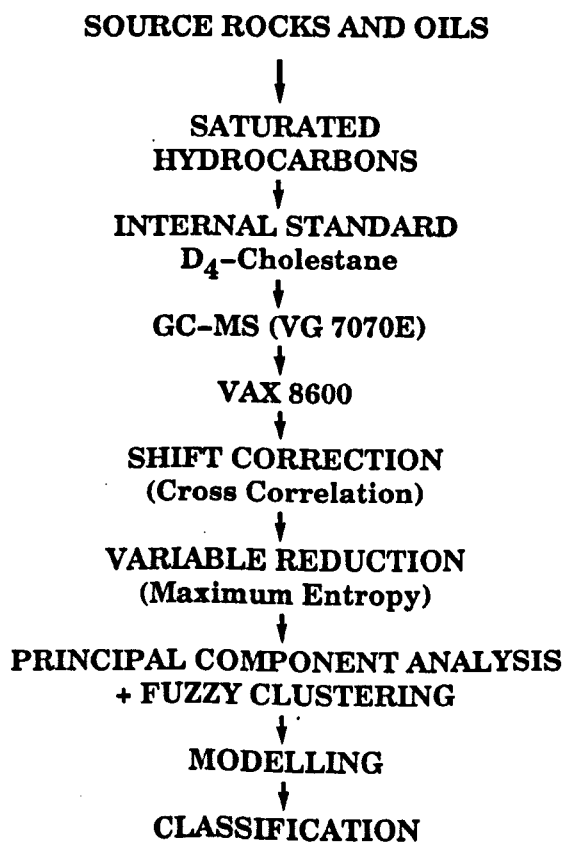 SOURCE ROCKS AND OILS
SATURATED
HYDROCARBONS
INTERNAL STANDARD
D4–Cholestane
GC–MS (VG 7070E)
VAX 8600
SHIFT CORRECTION
(Cross Correlation)
VARIABLE REDUCTION
(Maximum Entropy)
PRINCIPAL COMPONENT ANALYSIS
+ FUZZY CLUSTERING
MODELLING
CLASSIFICATION